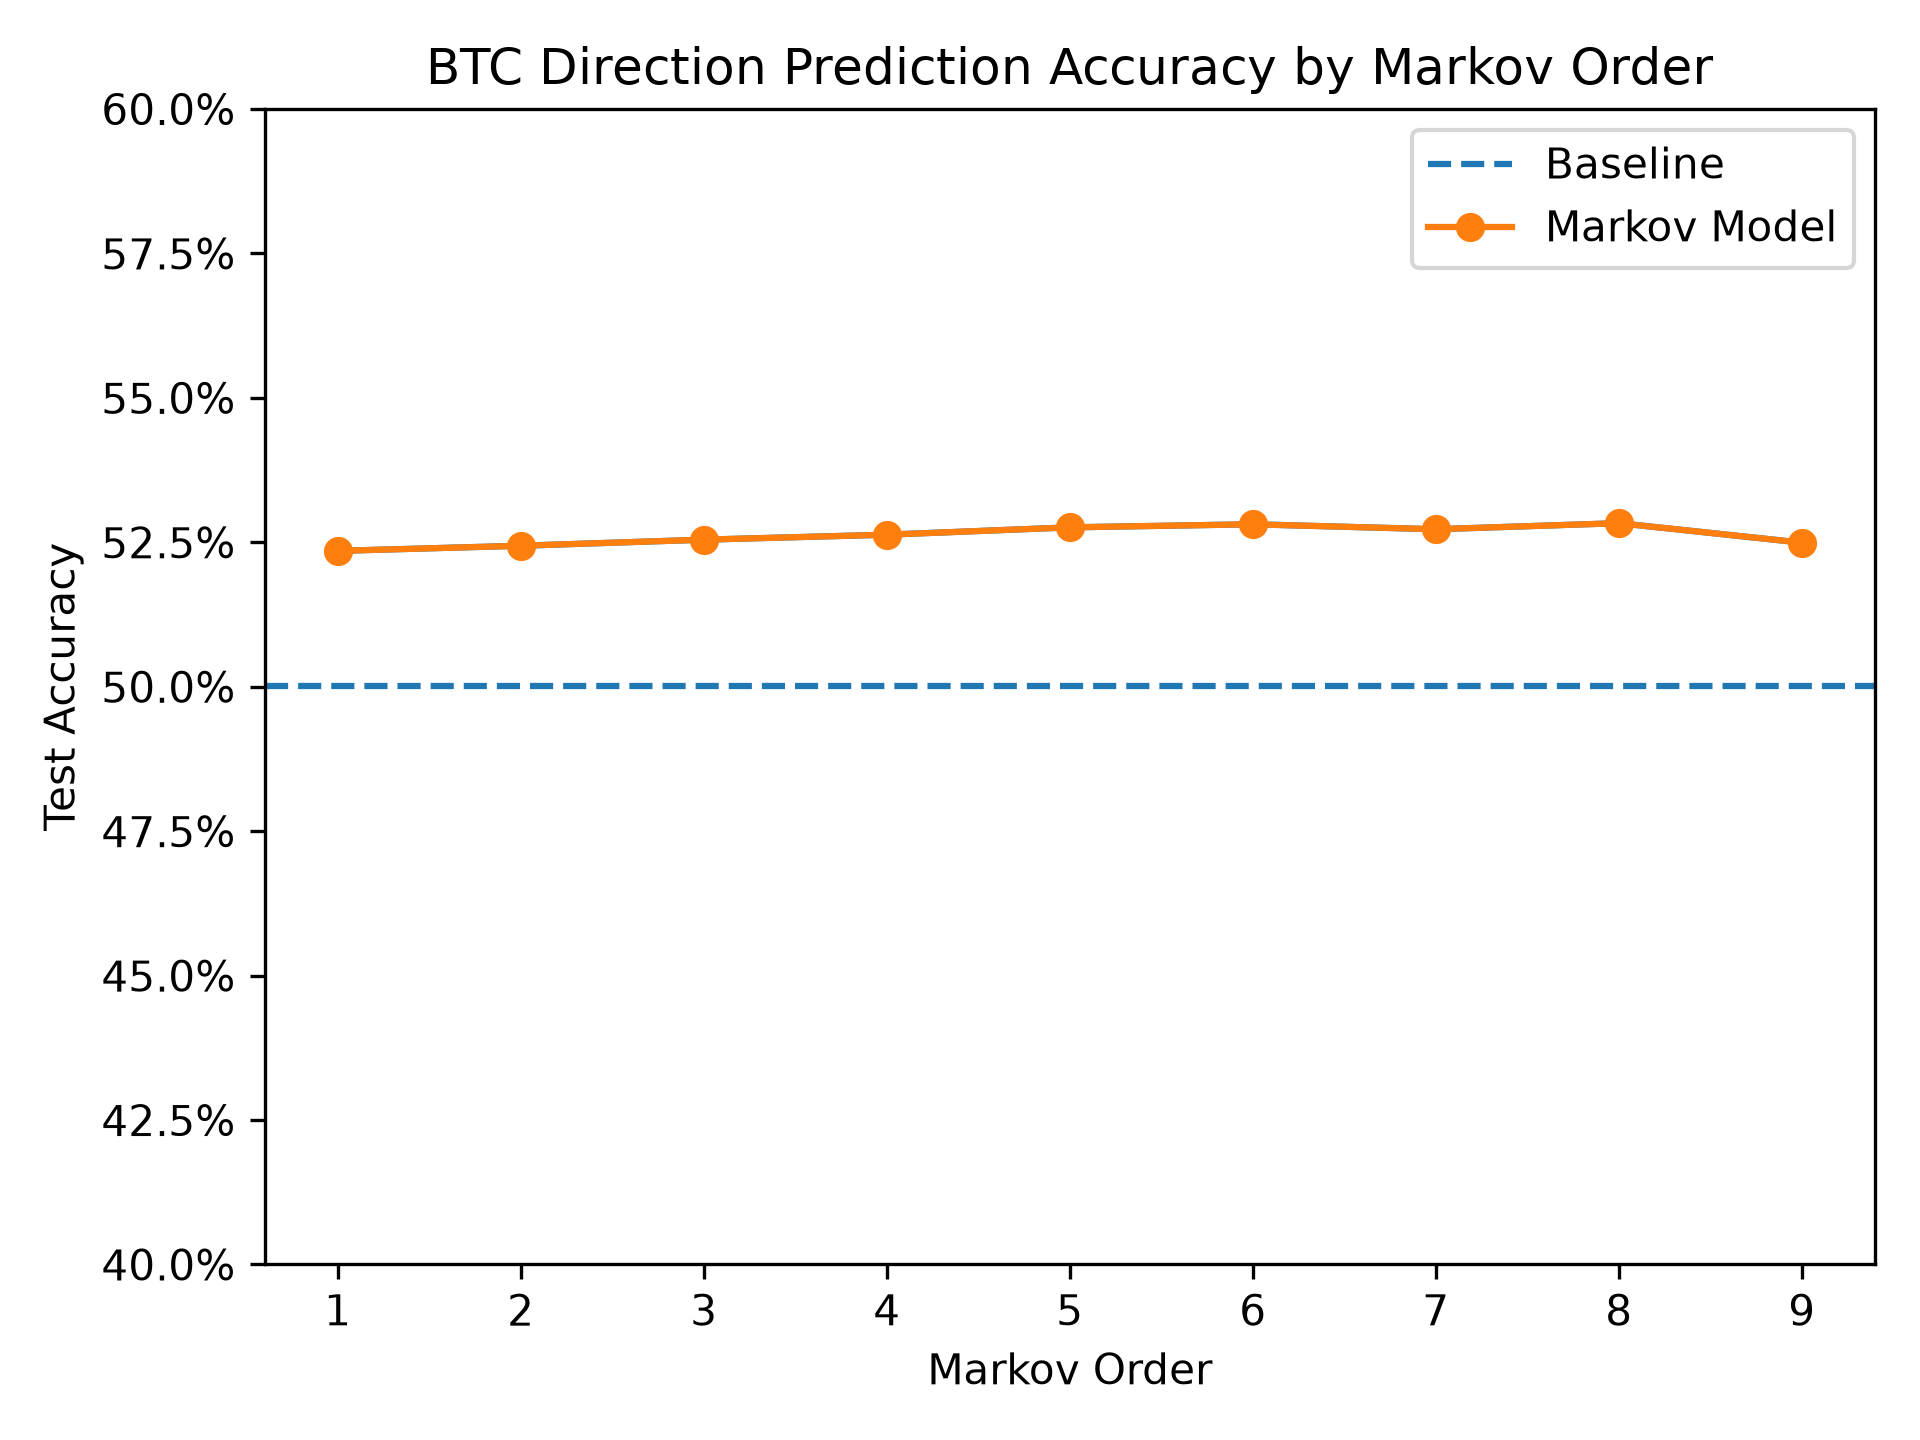 BTC Direction Prediction Accuracy by Markov Order
60.0%
57.5%
55.0%
52.5%
50.0%
47.5%
45.0%
42.5%
40.0%
Test Accuracy
Baseline
Markov Model
1 2 3 4 5 6 7 8 9
Markov Order